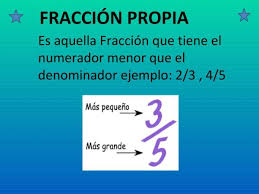 FRACCIÓN PROPIA
Es aquella Fracción que tiene el
numerador menor que el
denominador ejemplo: 2/3 , 4/5
Más pequeño 3
Más grande 5